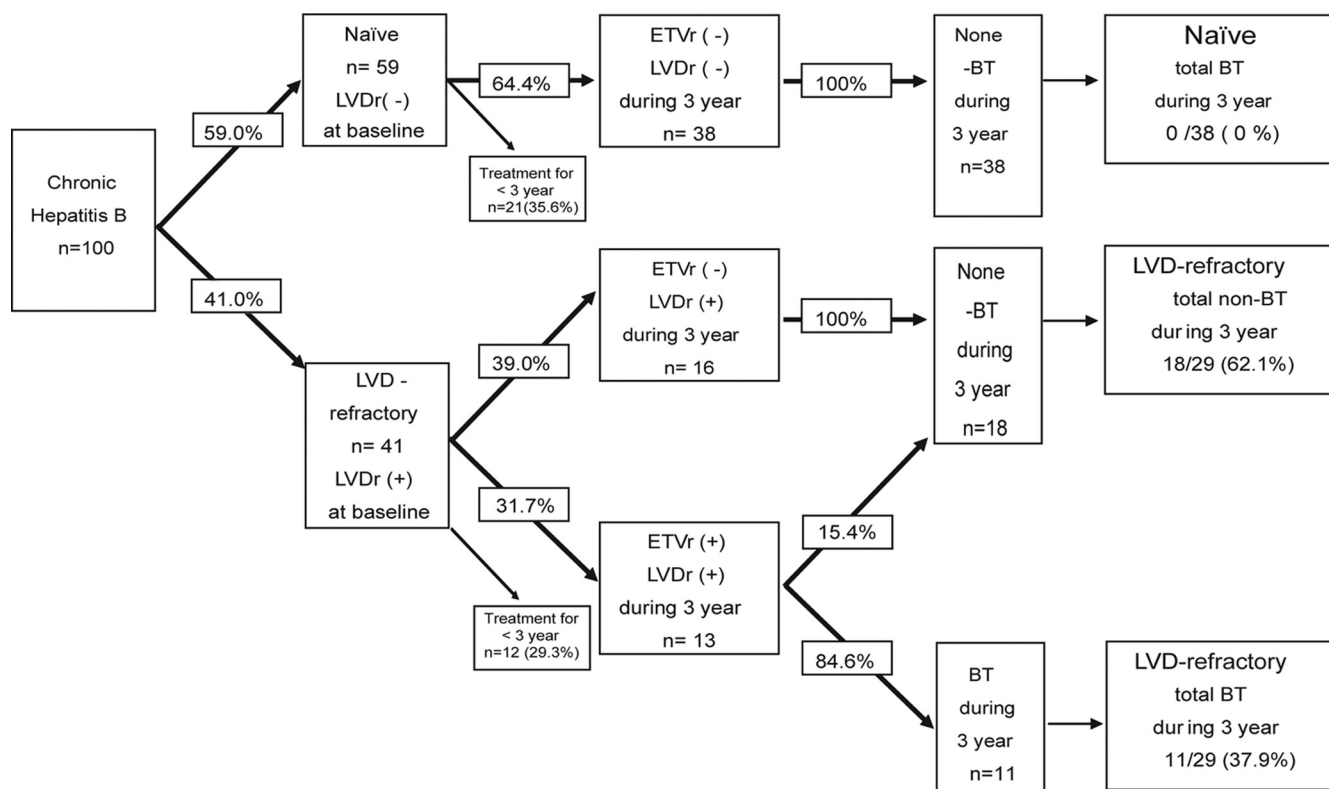 Chronic
Hepatitis B
n=100
59.0%
41.0%
Naïve
n= 59
LVDr( -)
at baseline
64.4%
Treatment for
< 3 year
n=21(35.6%)
ETVr ( -)
LVDr ( -)
during 3 year
n= 38
100%
None
-BT
during
3 year
n=38
Naïve
total BT
during 3 year
0 /38 ( 0 %)
LVD -
refractory
n= 41
LVDr (+)
at baseline
39.0%
31.7%
Treatment for
< 3 year
n=12 (29.3%)
ETVr ( -)
LVDr (+)
during 3 year
n= 16
100%
None
-BT
during
3 year
n=18
LVD-refractory
total non-BT
during 3 year
18/29 (62.1%)
ETVr (+)
LVDr (+)
during 3 year
n= 13
15.4%
84.6%
BT
during
3 year
n=11
LVD-refractory
total BT
during 3 year
11/29 (37.9%)